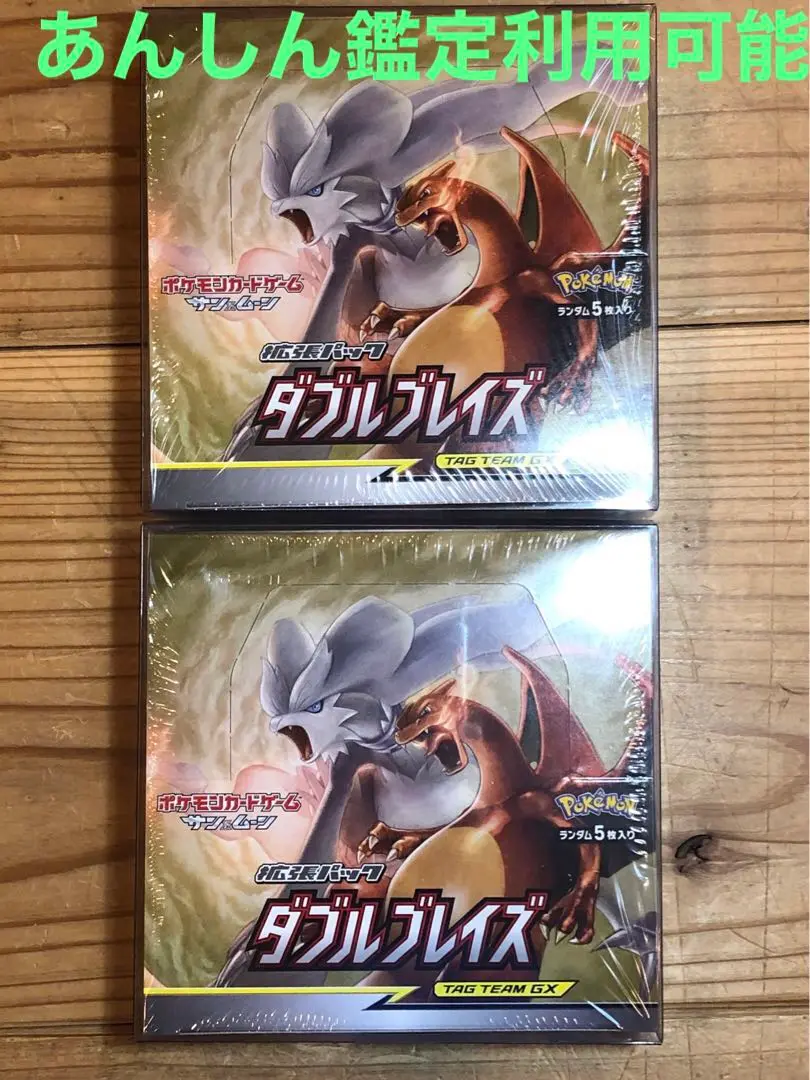 あんしん鑑定利用可能
ポケモンカードゲーム
サン&ムーン
Pokémon
ランダム5枚入り
拡張パック
ダブルブレイズ
TAG TEAM GX
ポケモンカードゲーム
サン&ムーン
Pokémon
ランダム5枚入り
拡張パック
ダブルブレイズ
TAG TEAM GX